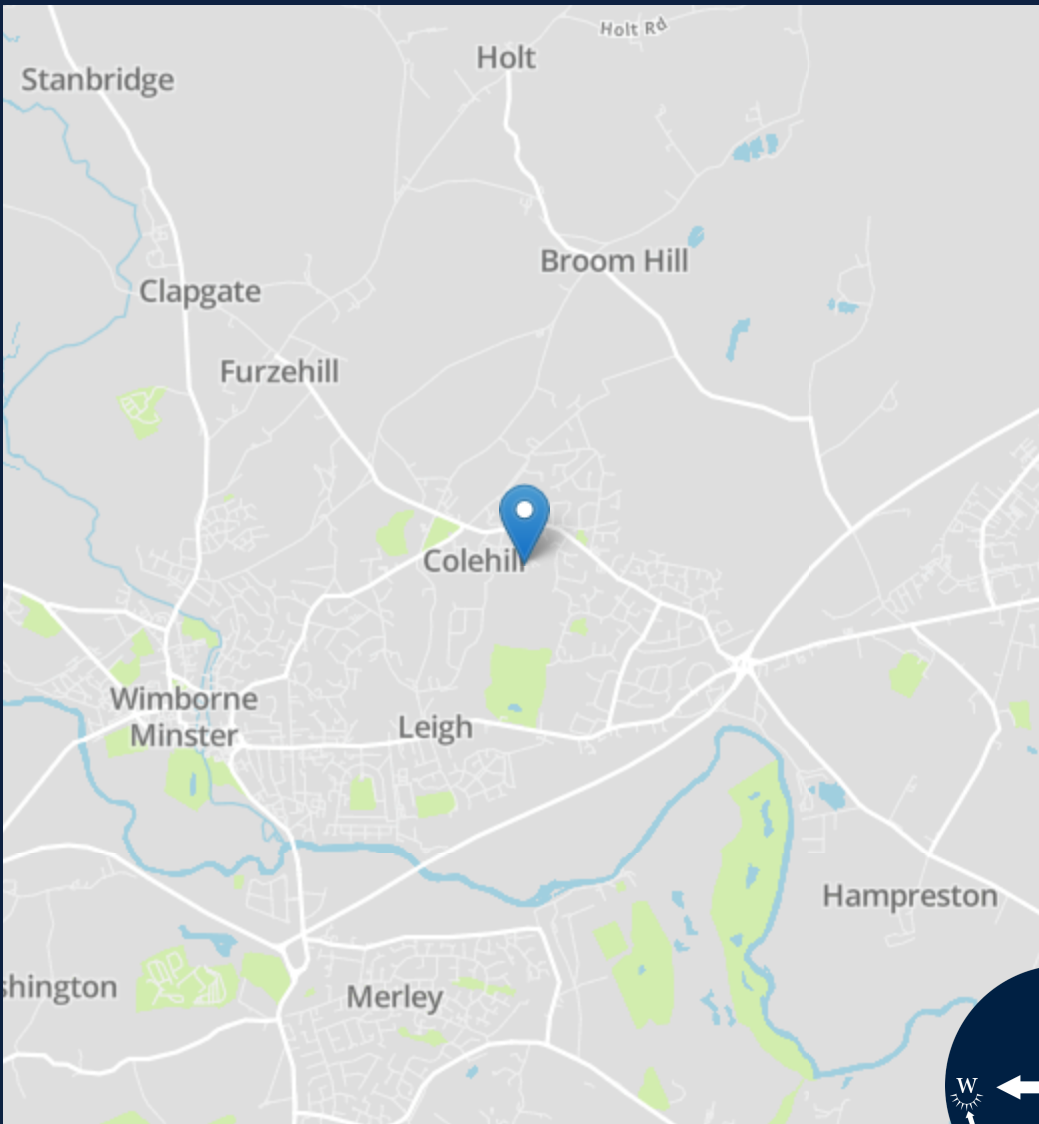 Holt Rd
Holt
Stanbridge
Broom Hill
Clapgate
Furzehill
Colehill
Wimborne
Minster
Leigh
Hampreston
shington
Merley
W